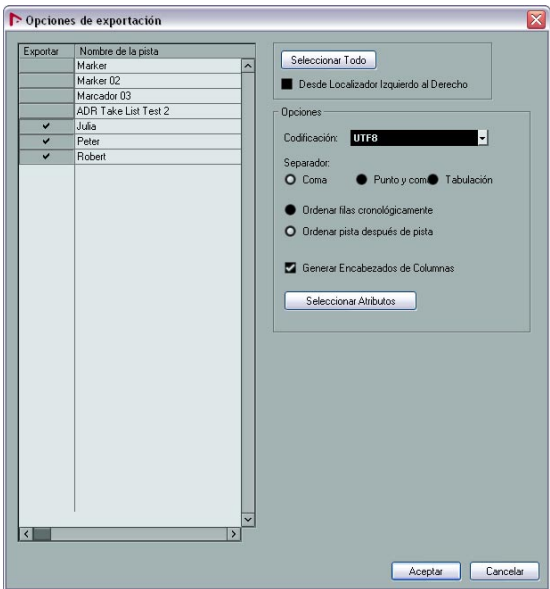 Opciones de exportación
Exportar Nombre de la pista
Marker
Marker 02
Marcador 03
ADR Take List Test 2
Julia
Peter
Robert
Seleccionar Todo
Desde Localizador Izquierdo al Derecho
Opciones
Codificación: UTF8
Separador:
Coma Punto y com Tabulación
Ordenar filas cronológicamente
Ordenar pista después de pista
Generar Encabezados de Columnas
Seleccionar Atributos
Aceptar Cancelar